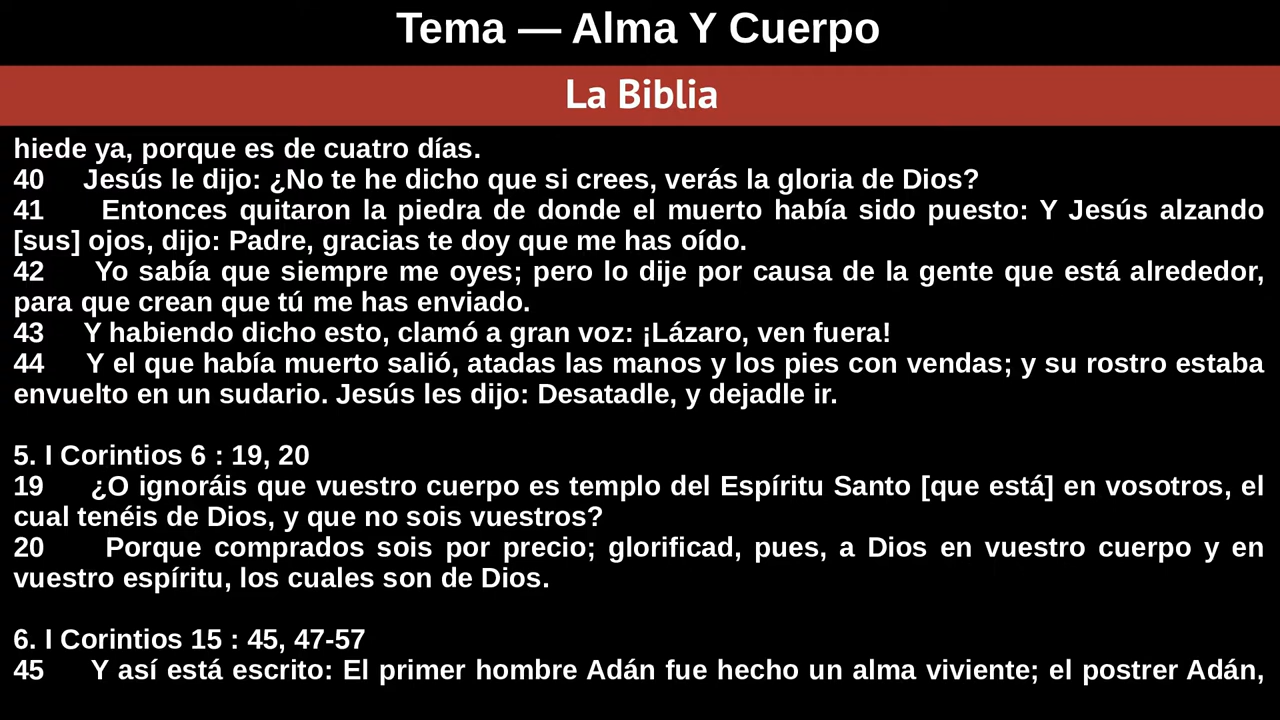 Tema — Alma Y Cuerpo
La Biblia
hiede ya, porque es de cuatro días.
40 Jesús le dijo: ¿No te he dicho que si crees, verás la gloria de Dios?
41 Entonces quitaron la piedra de donde el muerto había sido puesto: Y Jesús alzando
[sus] ojos, dijo: Padre, gracias te doy que me has oído.
42 Yo sabía que siempre me oyes; pero lo dije por causa de la gente que está alrededor,
para que crean que tú me has enviado.
43 Y habiendo dicho esto, clamó a gran voz: ¡Lázaro, ven fuera!
44 Y el que había muerto salió, atadas las manos y los pies con vendas; y su rostro estaba
envuelto en un sudario. Jesús les dijo: Desatadle, y dejadle ir.
5. I Corintios 6 : 19, 20
19 ¿O ignoráis que vuestro cuerpo es templo del Espíritu Santo [que está] en vosotros, el
cual tenéis de Dios, y que no sois vuestros?
20 Porque comprados sois por precio; glorificad, pues, a Dios en vuestro cuerpo y en
vuestro espíritu, los cuales son de Dios.
6. I Corintios 15 : 45, 47-57
45 Y así está escrito: El primer hombre Adán fue hecho un alma viviente; el postrer Adán,